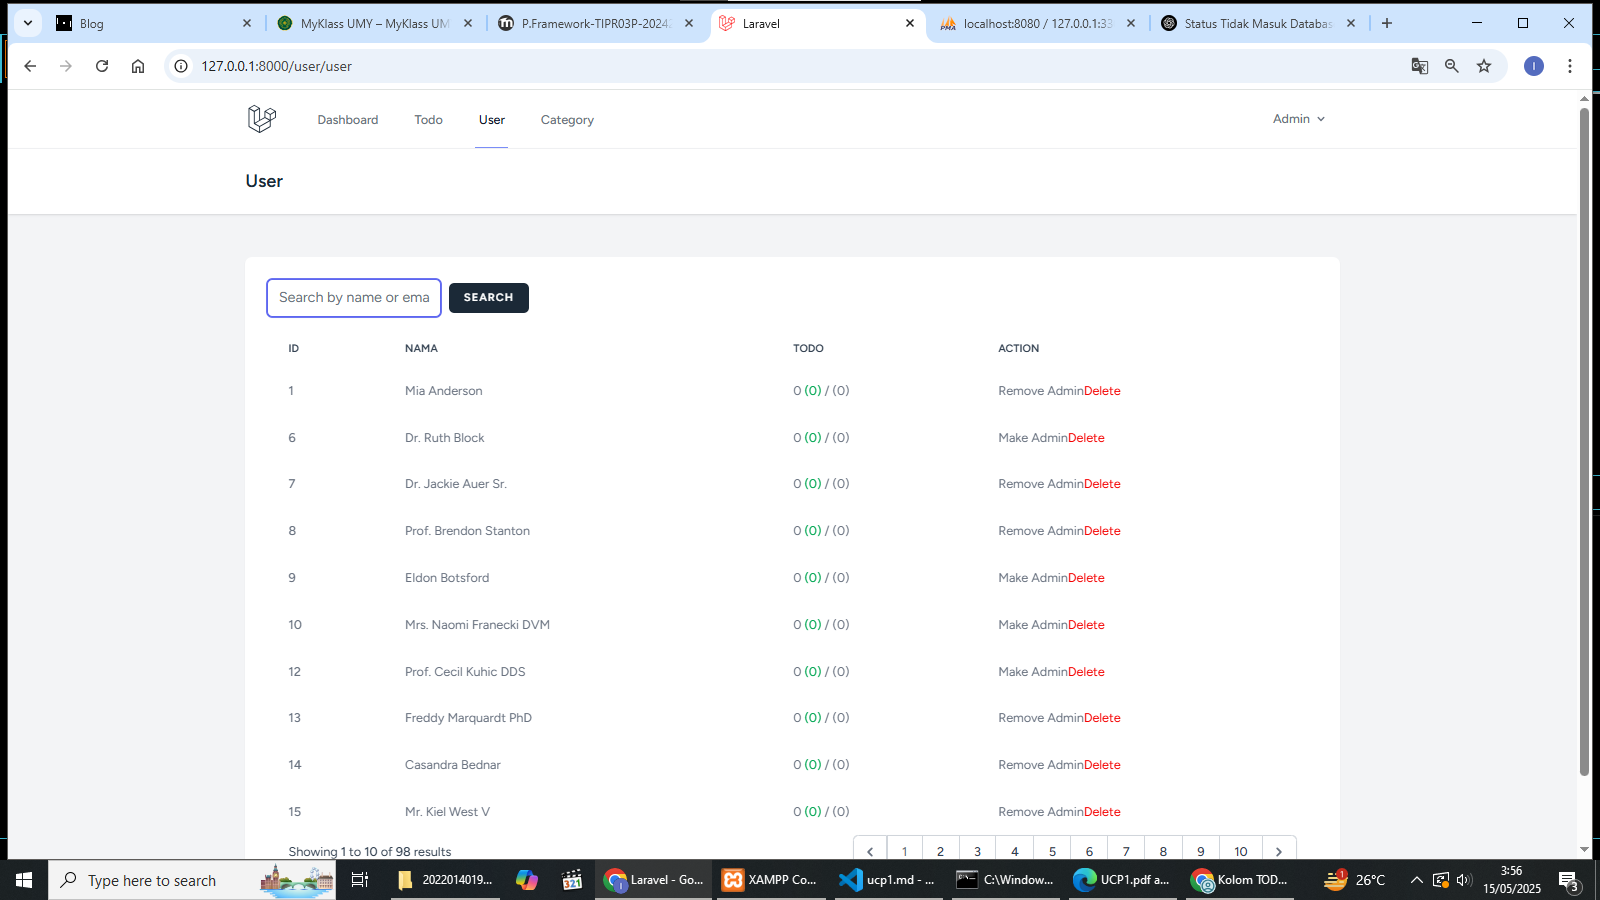 Blog
MyKlass UMY – MyKlass UM
P.Framework-TIPR03P-2024
Laravel
localhost:8080 / 127.0.0.1:33
Status Tidak Masuk Databas
127.0.0.1:8000/user/user
I
Dashboard Todo User Category Admin
User
Search by name or ema SEARCH
ID NAMA TODO ACTION
1 Mia Anderson 0 (0) / (0) Remove AdminDelete
6 Dr. Ruth Block 0 (0) / (0) Make AdminDelete
7 Dr. Jackie Auer Sr. 0 (0) / (0) Remove AdminDelete
8 Prof. Brendon Stanton 0 (0) / (0) Remove AdminDelete
9 Eldon Botsford 0 (0) / (0) Make AdminDelete
10 Mrs. Naomi Franecki DVM 0 (0) / (0) Make AdminDelete
12 Prof. Cecil Kuhic DDS 0 (0) / (0) Make AdminDelete
13 Freddy Marquardt PhD 0 (0) / (0) Remove AdminDelete
14 Casandra Bednar 0 (0) / (0) Remove AdminDelete
15 Mr. Kiel West V 0 (0) / (0) Remove AdminDelete
Showing 1 to 10 of 98 results 1 2 3 4 5 6 7 8 9 10
Type here to search 2022014019... 321 Laravel - Go... XAMPP Co... ucp1.md - ... C:\Window... UCP1.pdf a... Kolom TOD... 1 26°C 3:56
15/05/2025 3